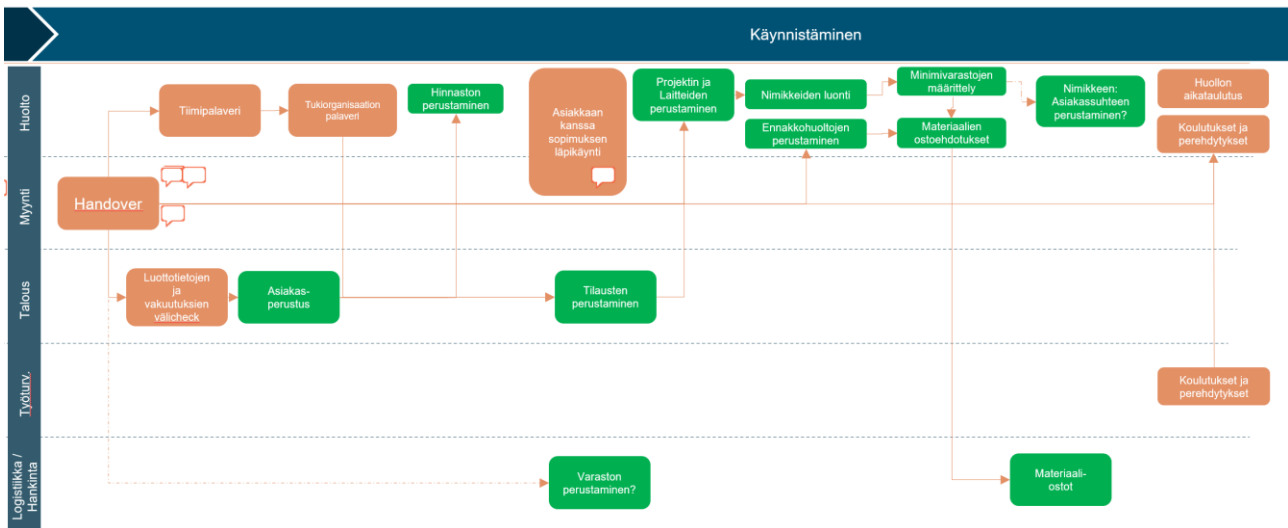 Käynnistäminen
Huolto
Tiimipalaveri
Tukiorganisaation
palaveri
Hinnaston
perustaminen
Asiakkaan
kanssa
sopimuksen
läpikäynti
Projektin ja
Laitteiden
perustaminen
Nimikkeiden luonti
Ennakkohuoltojen
perustaminen
Minimivarastojen
määrittely
Materiaalien
ostoehdotukset
Nimikkeen:
Asiakassuhteen
perustaminen?
Huollon
aikataulutus
Koulutukset ja
perehdytykset
Myynti
Handover
Talous
Luottotietojen
ja
vakuutuksien
välicheck
Asiakas-
perustus
Tilausten
perustaminen
Työturv.
Koulutukset ja
perehdytykset
Logistiikka /
Hankinta
Varaston
perustaminen?
Materiaali-
ostot